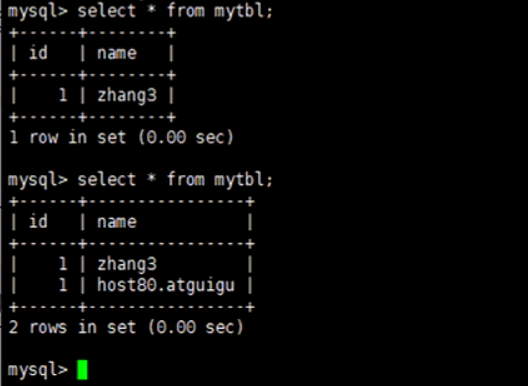 mysql> select * from mytbl;
+------+--------+
| id   | name   |
+------+--------+
|    1 | zhang3 |
+------+--------+
1 row in set (0.00 sec)

mysql> select * from mytbl;
+------+----------------+
| id   | name           |
+------+----------------+
|    1 | zhang3         |
|    1 | host80.atguigu |
+------+----------------+
2 rows in set (0.00 sec)

mysql>